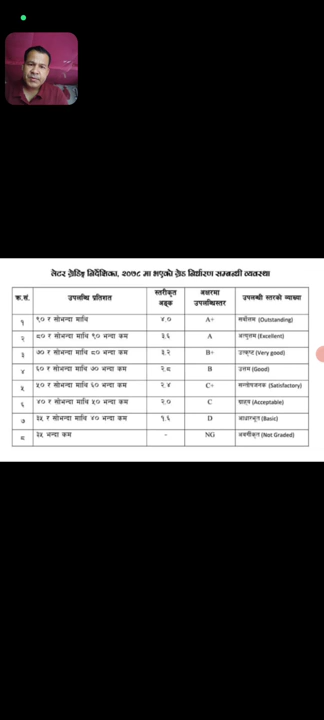 लेटर ग्रेडिङ निर्देशिका, २०७८ मा भएको ग्रेड निर्धारण सम्बन्धी व्यवस्था
क्र.सं. उपलब्धि प्रतिशत स्तरीकृत अङ्क अक्षरमा उपलब्धिस्तर उपलब्धी स्तरको व्याख्या
१ ९० र सोभन्दा माथि ४.० A+ सर्वोत्तम (Outstanding)
२ ८० र सोभन्दा माथि ९० भन्दा कम ३.६ A अत्युत्तम (Excellent)
३ ७० र सोभन्दा माथि ८० भन्दा कम ३.२ B+ उत्कृष्ट (Very good)
४ ६० र सोभन्दा माथि ७० भन्दा कम २.८ B उत्तम (Good)
५ ५० र सोभन्दा माथि ६० भन्दा कम २.४ C+ सन्तोषजनक (Satisfactory)
६ ४० र सोभन्दा माथि ५० भन्दा कम २.० C ग्राह्य (Acceptable)
७ ३५ र सोभन्दा माथि ४० भन्दा कम १.६ D आधारभूत (Basic)
८ ३५ भन्दा कम - NG अवर्गीकृत (Not Graded)